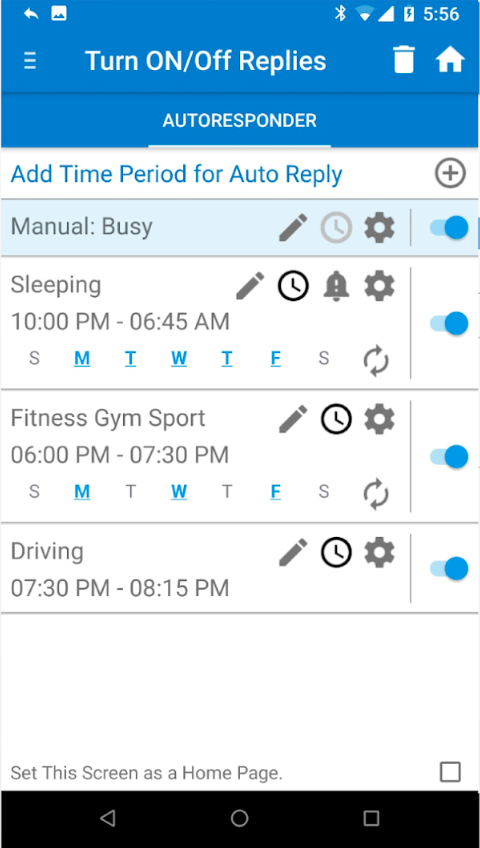 5:56
Turn ON/Off Replies
AUTORESPONDER
Add Time Period for Auto Reply
Manual: Busy
Sleeping
10:00 PM - 06:45 AM
S M T W T F S
Fitness Gym Sport
06:00 PM - 07:30 PM
S M T W T F S
Driving
07:30 PM - 08:15 PM
Set This Screen as a Home Page.